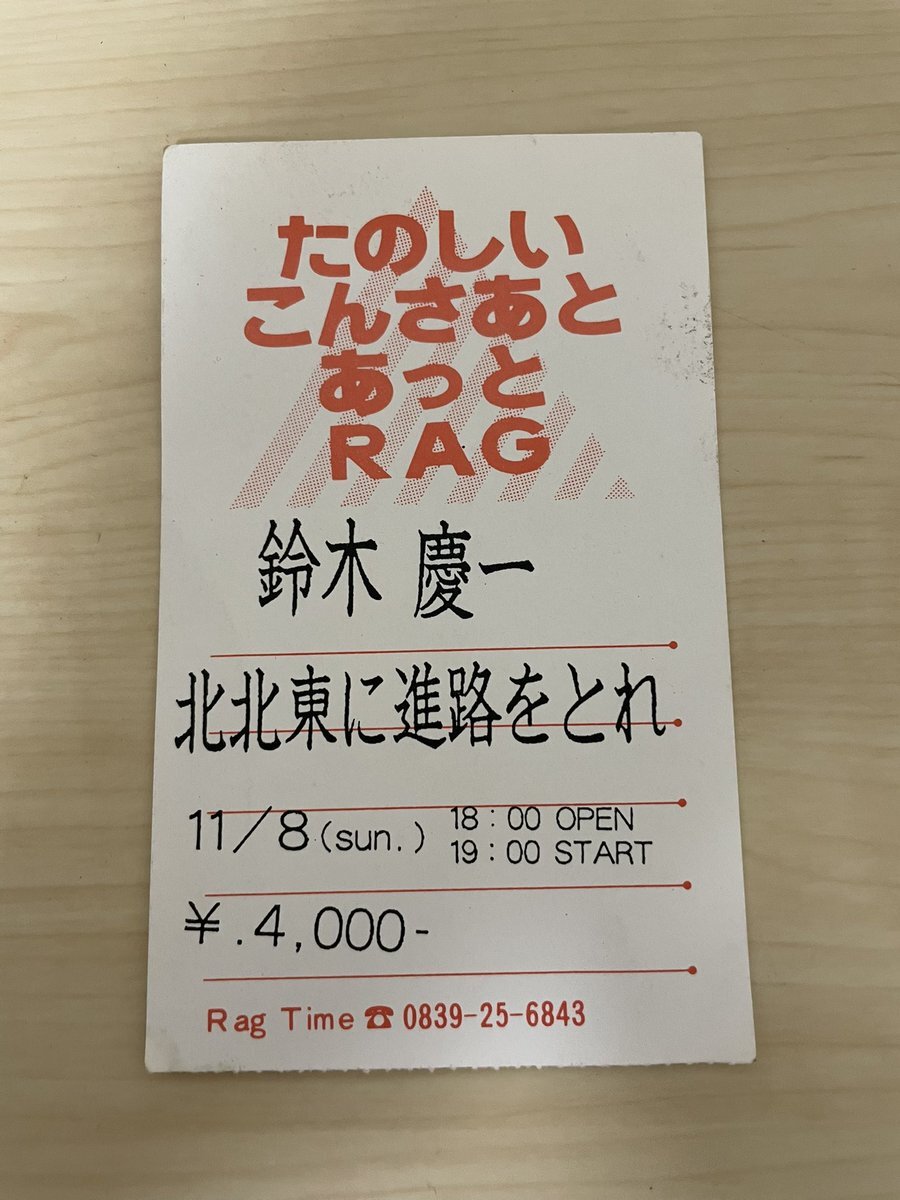 たのしい
こんさあと
あっと
RAG
鈴木 慶一
北北東に進路をとれ
11/8(sun.) 18:00 OPEN
19:00 START
¥.4,000-
Rag Time ☎ 0839-25-6843